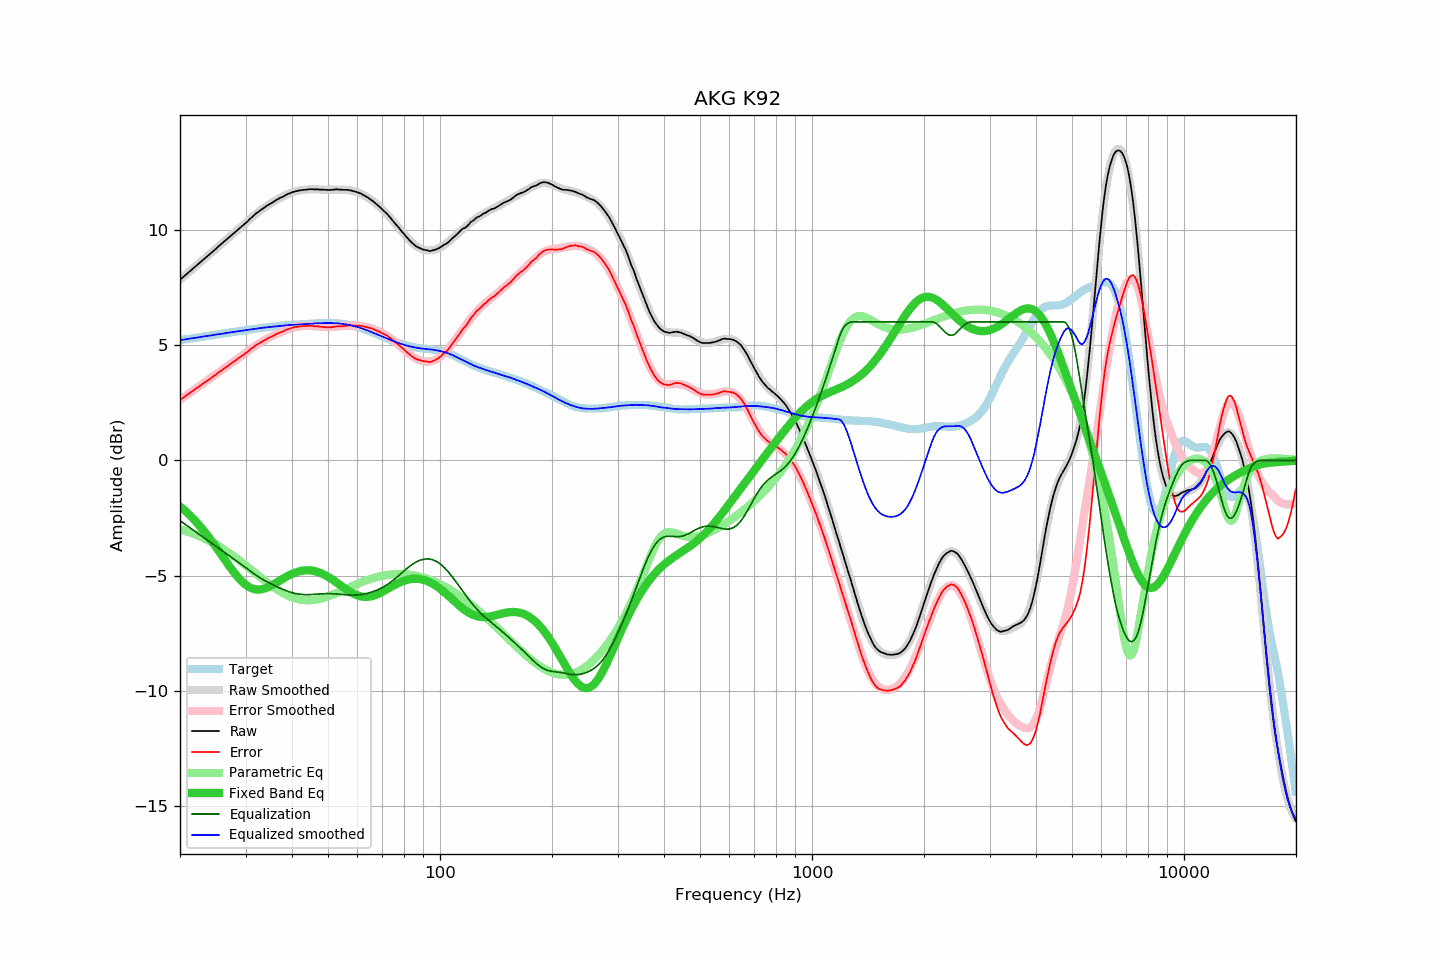 AKG K92
Amplitude (dBr)
10
5
0
−5
−10
−15
Target
Raw Smoothed
Error Smoothed
Raw
Error
Parametric Eq
Fixed Band Eq
Equalization
Equalized smoothed
100
1000
10000
Frequency (Hz)